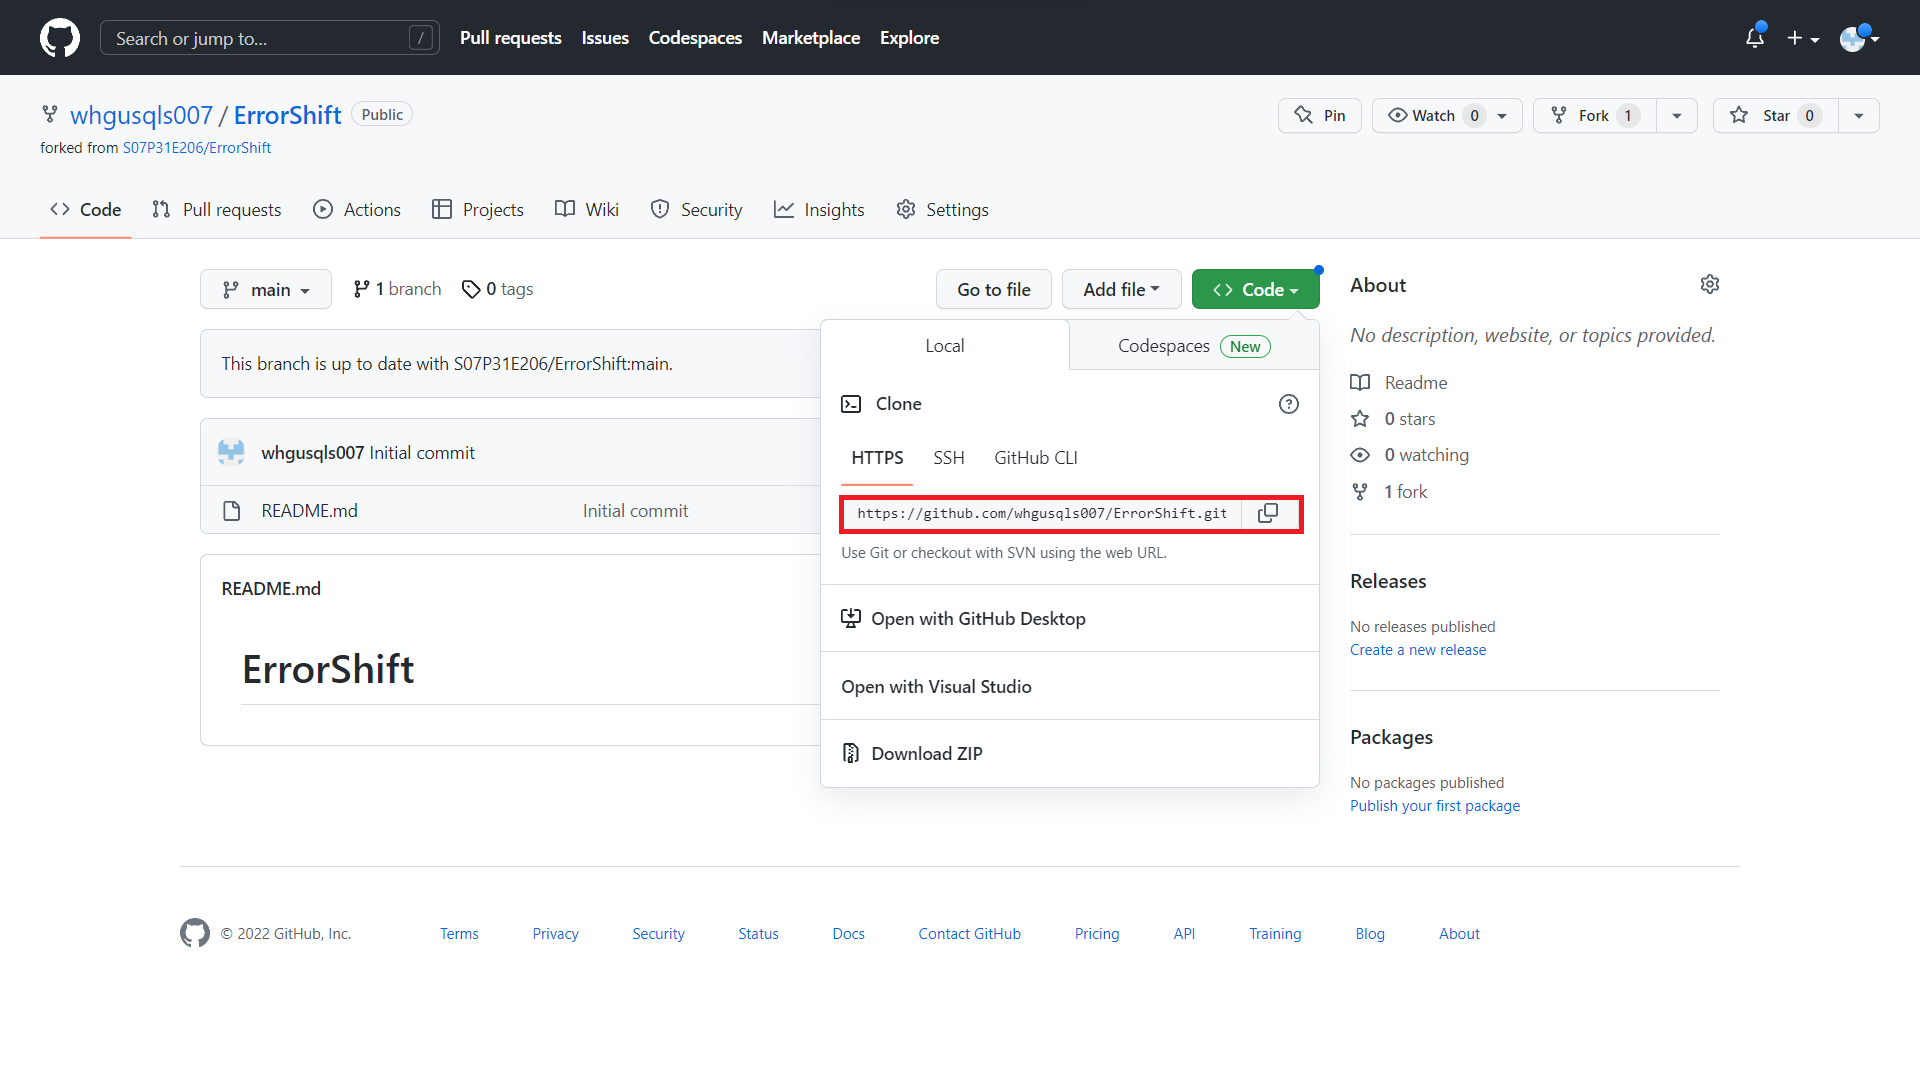 Search or jump to... /
Pull requests Issues Codespaces Marketplace Explore
whgusqls007 / ErrorShift Public
forked from S07P31E206/ErrorShift
Pin Watch 0 Fork 1 Star 0
Code Pull requests Actions Projects Wiki Security Insights Settings
main 1 branch 0 tags
Go to file Add file Code
This branch is up to date with S07P31E206/ErrorShift:main.
whgusqls007 Initial commit
README.md Initial commit
README.md
ErrorShift
Local Codespaces New
Clone
HTTPS SSH GitHub CLI
https://github.com/whgusqls007/ErrorShift.git
Use Git or checkout with SVN using the web URL.
Open with GitHub Desktop
Open with Visual Studio
Download ZIP
About
No description, website, or topics provided.
Readme
0 stars
0 watching
1 fork
Releases
No releases published
Create a new release
Packages
No packages published
Publish your first package
© 2022 GitHub, Inc. Terms Privacy Security Status Docs Contact GitHub Pricing API Training Blog About